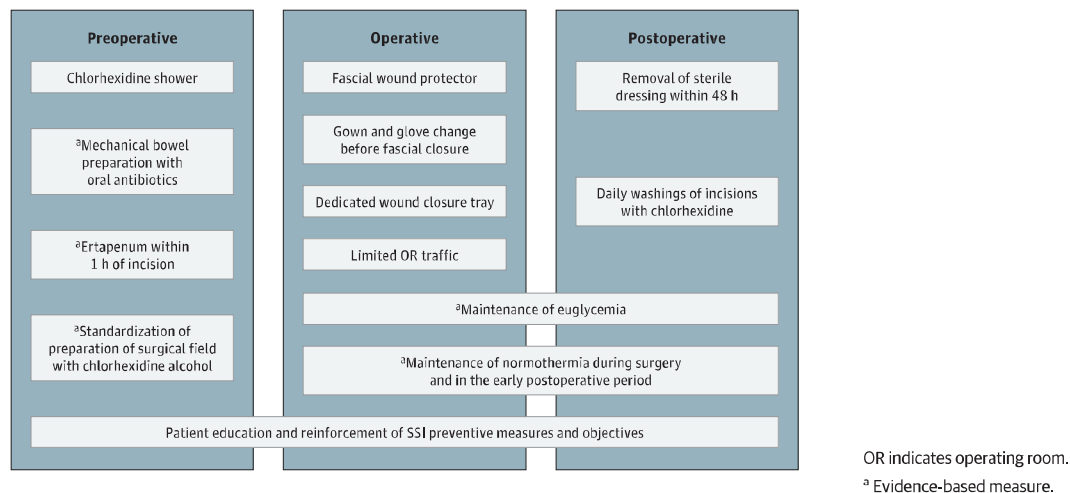 Preoperative
Chlorhexidine shower
aMechanical bowel
preparation with
oral antibiotics
aErtapenum within
1 h of incision
aStandardization of
preparation of surgical field
with chlorhexidine alcohol
Operative
Fascial wound protector
Gown and glove change
before fascial closure
Dedicated wound closure tray
Limited OR traffic
Postoperative
Removal of sterile
dressing within 48 h
Daily washings of incisions
with chlorhexidine
aMaintenance of euglycemia
aMaintenance of normothermia during surgery
and in the early postoperative period
Patient education and reinforcement of SSI preventive measures and objectives
OR indicates operating room.
a Evidence-based measure.